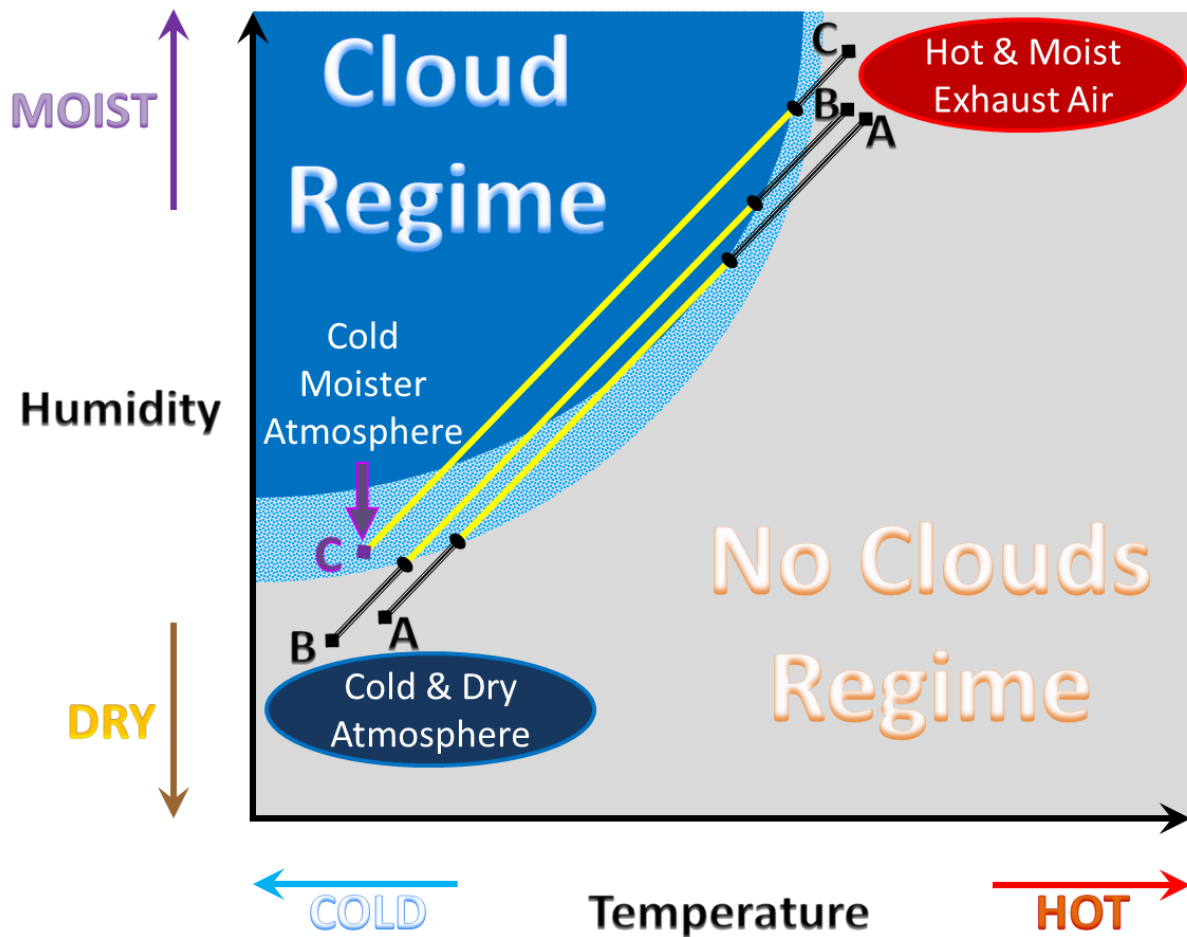 MOIST
Cloud
Regime
C
Hot & Moist
Exhaust Air
B
A
Cold
Moister
Atmosphere
Humidity
C
No Clouds
Regime
B
A
Cold & Dry
Atmosphere
DRY
COLD
Temperature
HOT